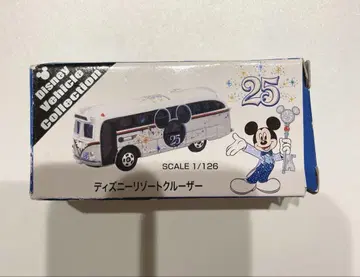 Disney
Vehicle
Collection
25
25
SCALE 1/126
ディズニーリゾートクルーザー